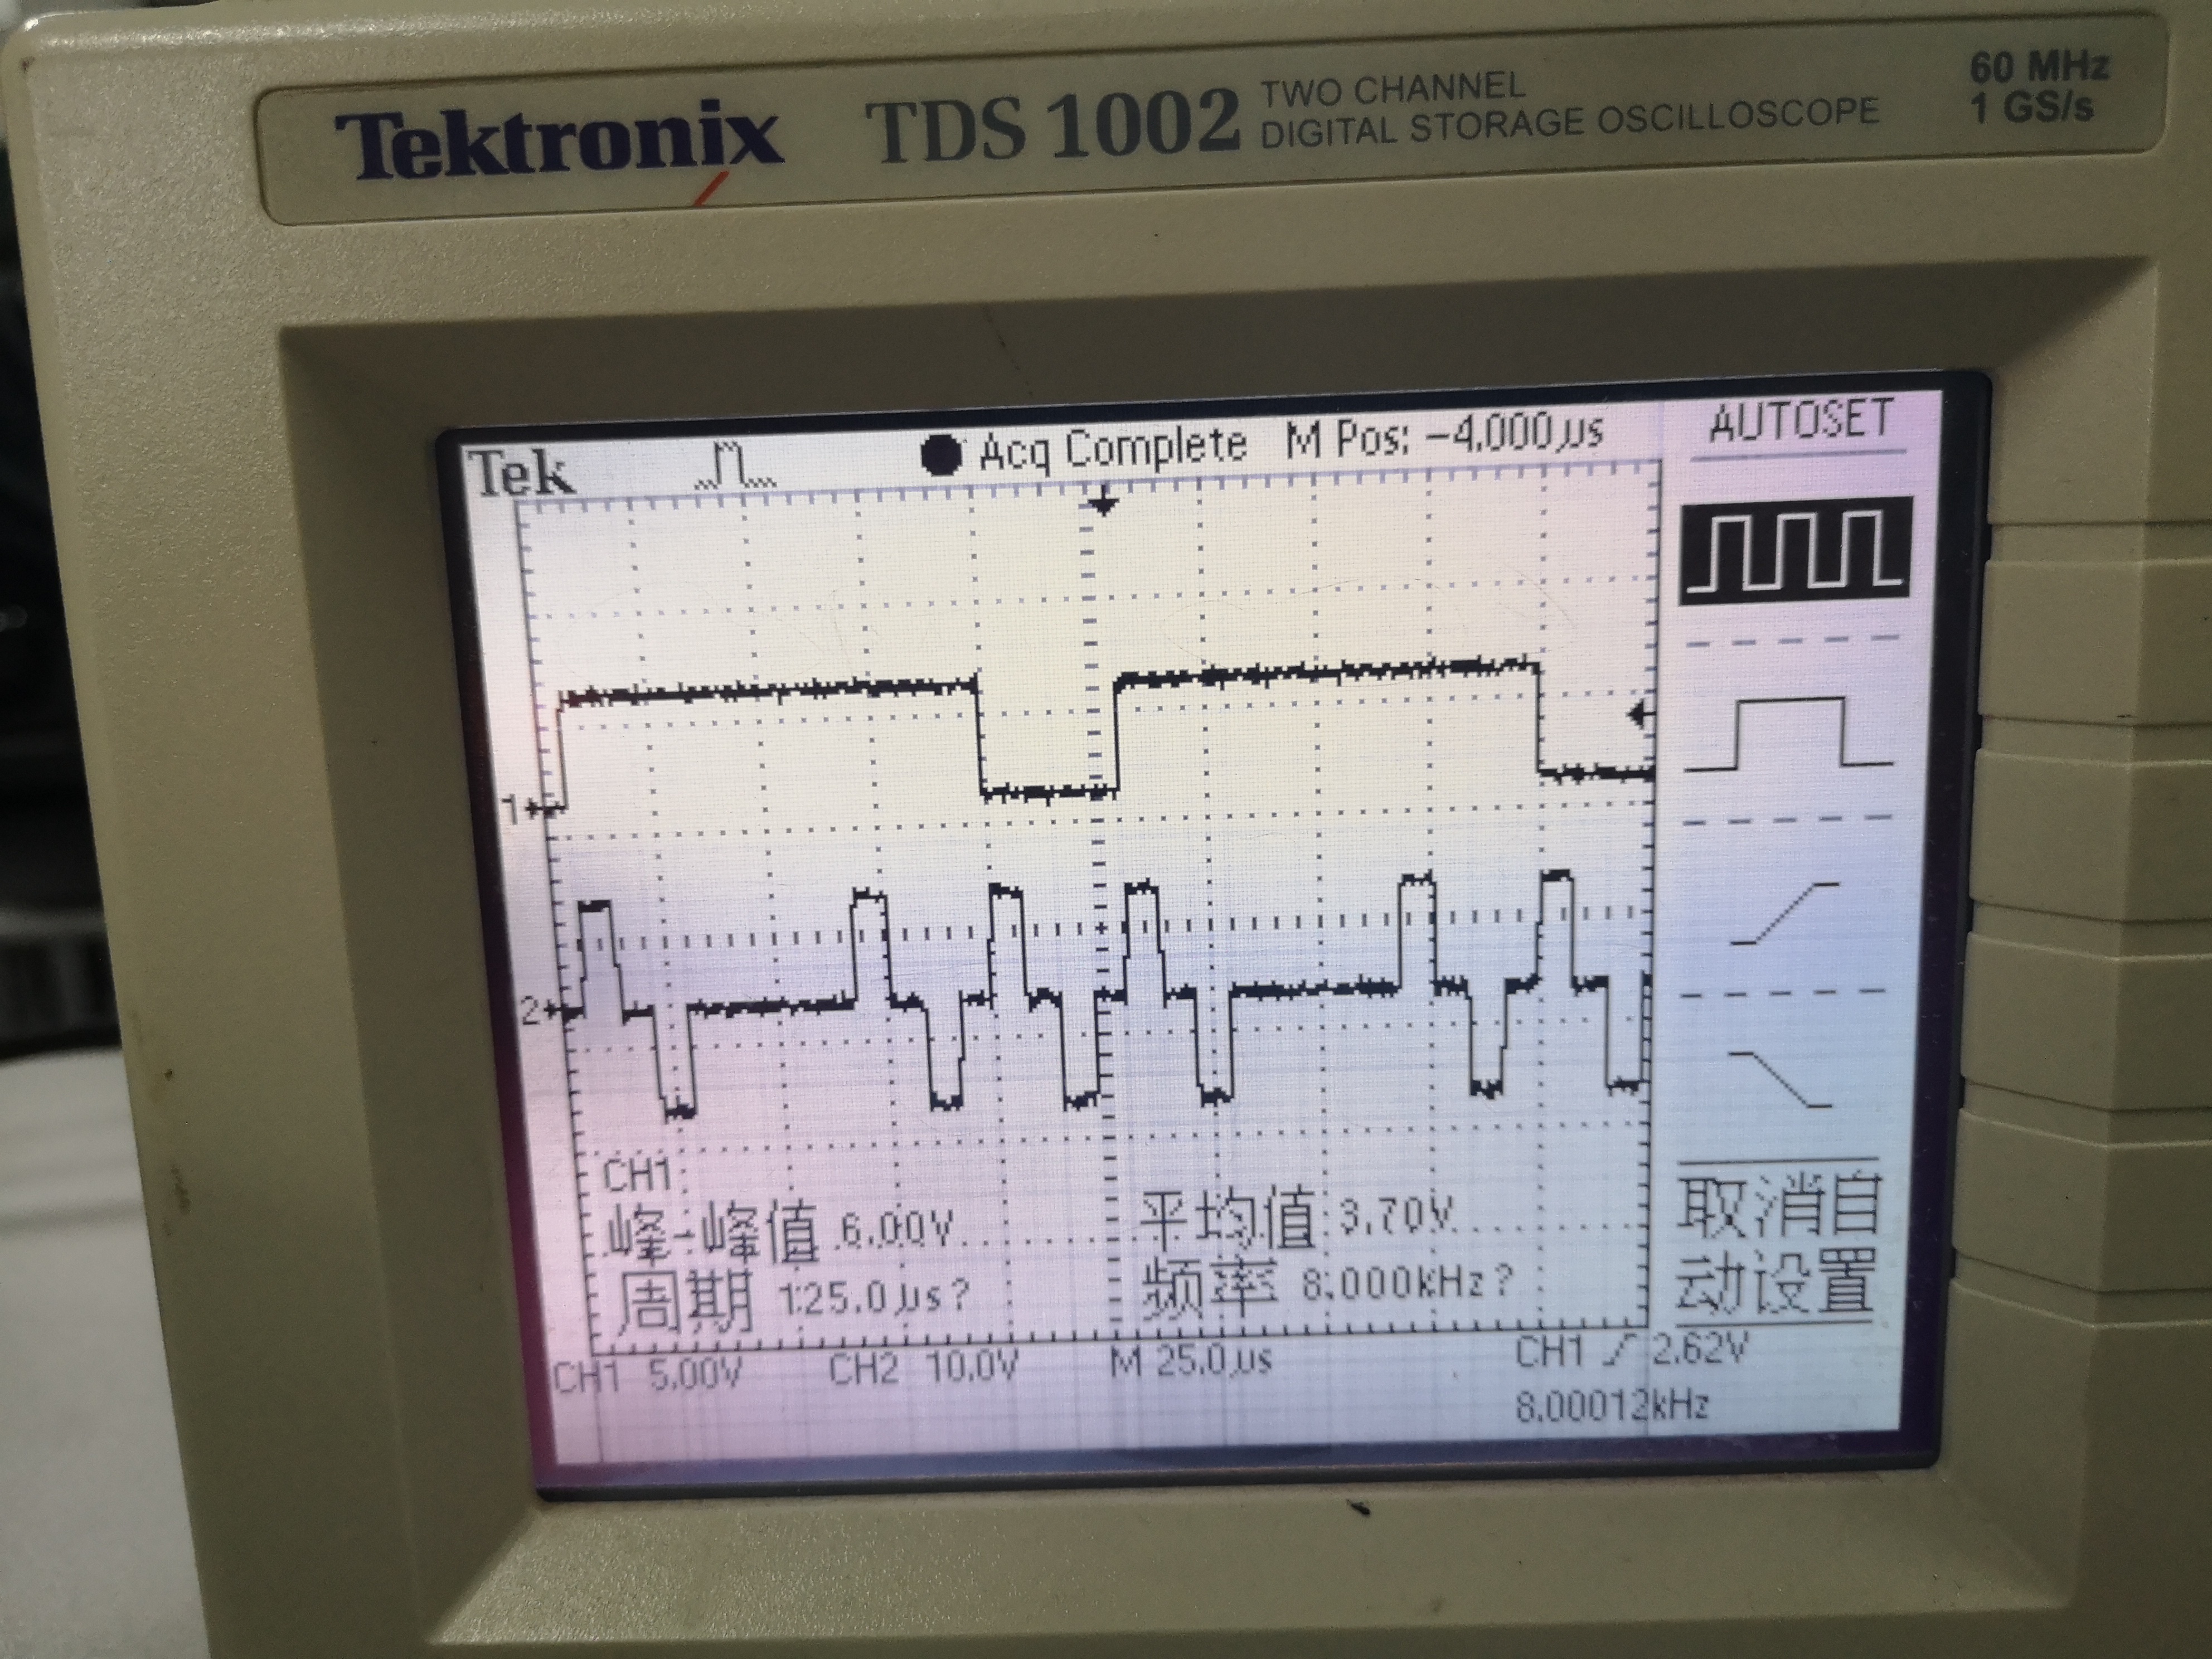 Tektronix TDS 1002 TWO CHANNEL DIGITAL STORAGE OSCILLOSCOPE
60 MHz
1 GS/s
Tek Acq Complete M Pos: -4.000µs AUTOSET
1
2
CH1
峰-峰值 6.00V 平均值 3.70V
周期 125.0µs? 频率 8.000kHz?
取消自
动设置
CH1 5.00V CH2 10.0V M 25.0µs CH1 2.62V
8.00012kHz